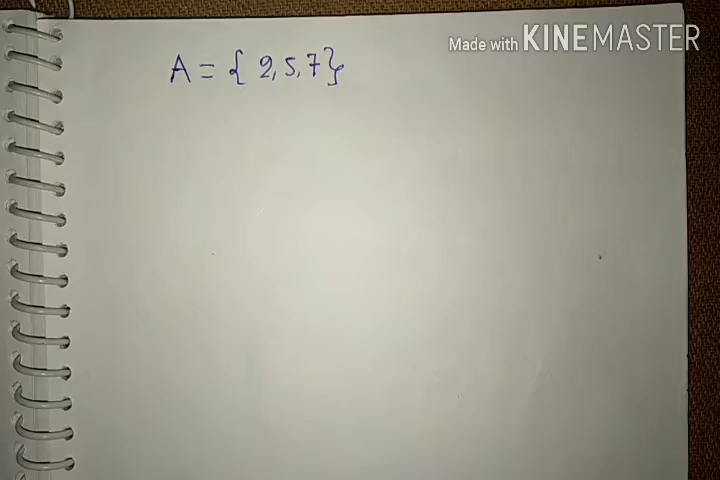 Made with KINEMASTER
A = { 2, 5, 7}